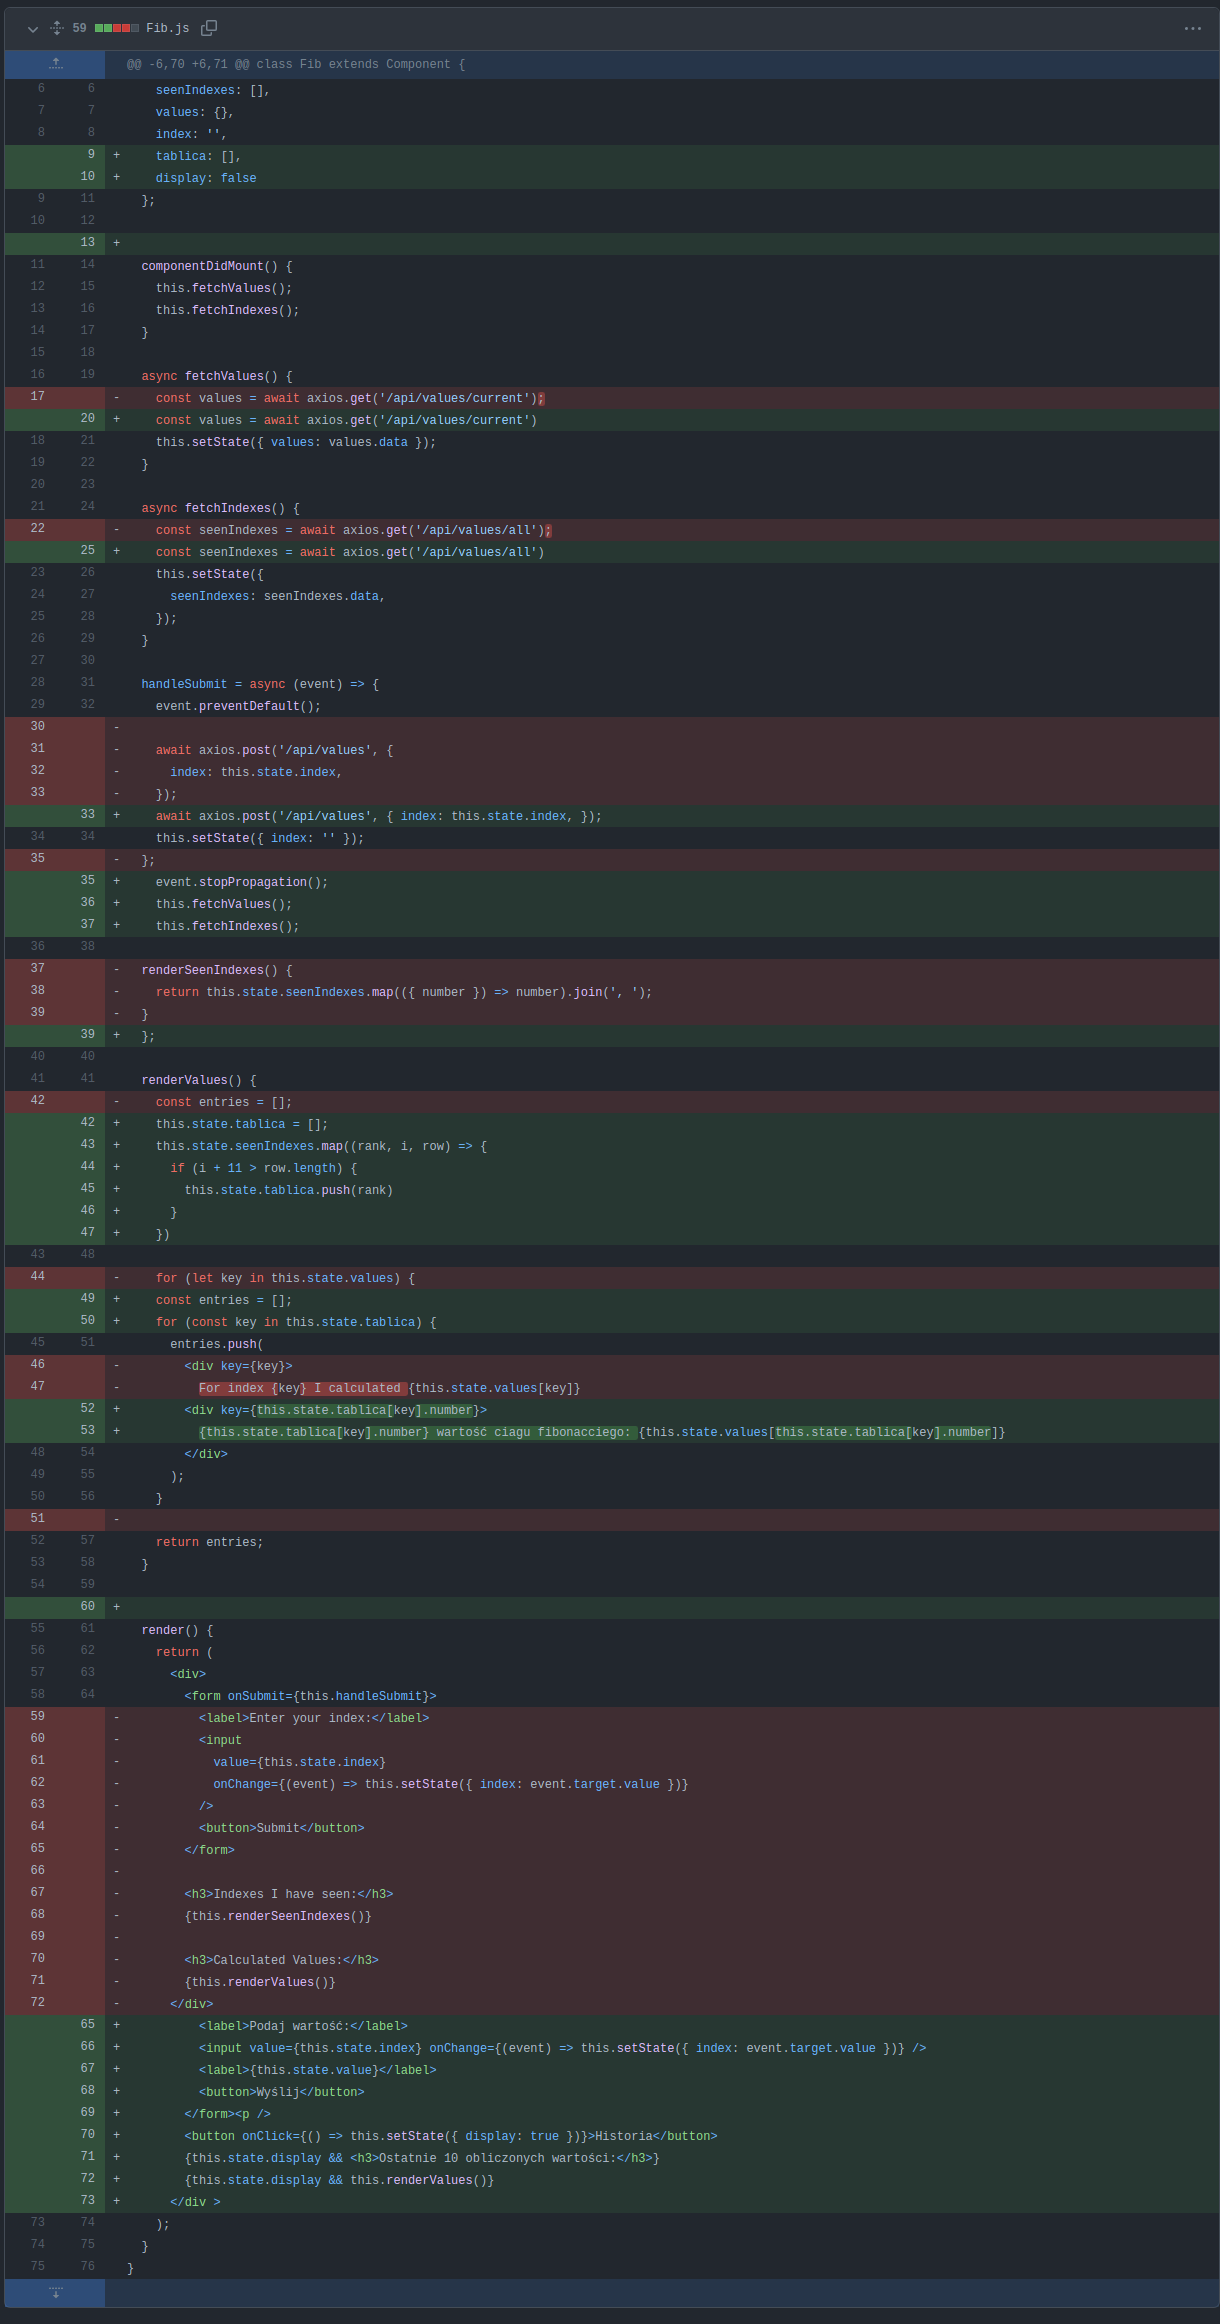 59 Fib.js
@@ -6,70 +6,71 @@ class Fib extends Component {
6 6 seenIndexes: [],
7 7 values: {},
8 8 index: '',
9 + tablica: [],
10 + display: false
9 11 };
10 12
13 +
11 14 componentDidMount() {
12 15 this.fetchValues();
13 16 this.fetchIndexes();
14 17 }
15 18
16 19 async fetchValues() {
17 - const values = await axios.get('/api/values/current');
20 + const values = await axios.get('/api/values/current')
18 21 this.setState({ values: values.data });
19 22 }
20 23
21 24 async fetchIndexes() {
22 - const seenIndexes = await axios.get('/api/values/all');
25 + const seenIndexes = await axios.get('/api/values/all')
23 26 this.setState({
24 27 seenIndexes: seenIndexes.data,
25 28 });
26 29 }
27 30
28 31 handleSubmit = async (event) => {
29 32 event.preventDefault();
30 -
31 - await axios.post('/api/values', {
32 - index: this.state.index,
33 - });
33 + await axios.post('/api/values', { index: this.state.index, });
34 34 this.setState({ index: '' });
35 - };
35 + event.stopPropagation();
36 + this.fetchValues();
37 + this.fetchIndexes();
36 38
37 - renderSeenIndexes() {
38 - return this.state.seenIndexes.map(({ number }) => number).join(', ');
39 - }
39 + };
40 40
41 41 renderValues() {
42 - const entries = [];
42 + this.state.tablica = [];
43 + this.state.seenIndexes.map((rank, i, row) => {
44 + if (i + 11 > row.length) {
45 + this.state.tablica.push(rank)
46 + }
47 + })
43 48
44 - for (let key in this.state.values) {
49 + const entries = [];
50 + for (const key in this.state.tablica) {
45 51 entries.push(
46 - <div key={key}>
47 - For index {key} I calculated {this.state.values[key]}
52 + <div key={this.state.tablica[key].number}>
53 + {this.state.tablica[key].number} wartość ciagu fibonacciego: {this.state.values[this.state.tablica[key].number]}
48 54 </div>
49 55 );
50 56 }
51 -
52 57 return entries;
53 58 }
54 59
60 +
55 61 render() {
56 62 return (
57 63 <div>
58 64 <form onSubmit={this.handleSubmit}>
59 - <label>Enter your index:</label>
60 - <input
61 - value={this.state.index}
62 - onChange={(event) => this.setState({ index: event.target.value })}
63 - />
64 - <button>Submit</button>
65 - </form>
66 -
67 - <h3>Indexes I have seen:</h3>
68 - {this.renderSeenIndexes()}
69 -
70 - <h3>Calculated Values:</h3>
71 - {this.renderValues()}
72 - </div>
65 + <label>Podaj wartość:</label>
66 + <input value={this.state.index} onChange={(event) => this.setState({ index: event.target.value })} />
67 + <label>{this.state.value}</label>
68 + <button>Wyślij</button>
69 + </form><p />
70 + <button onClick={() => this.setState({ display: true })}>Historia</button>
71 + {this.state.display && <h3>Ostatnie 10 obliczonych wartości:</h3>}
72 + {this.state.display && this.renderValues()}
73 + </div >
73 74 );
74 75 }
75 76 }